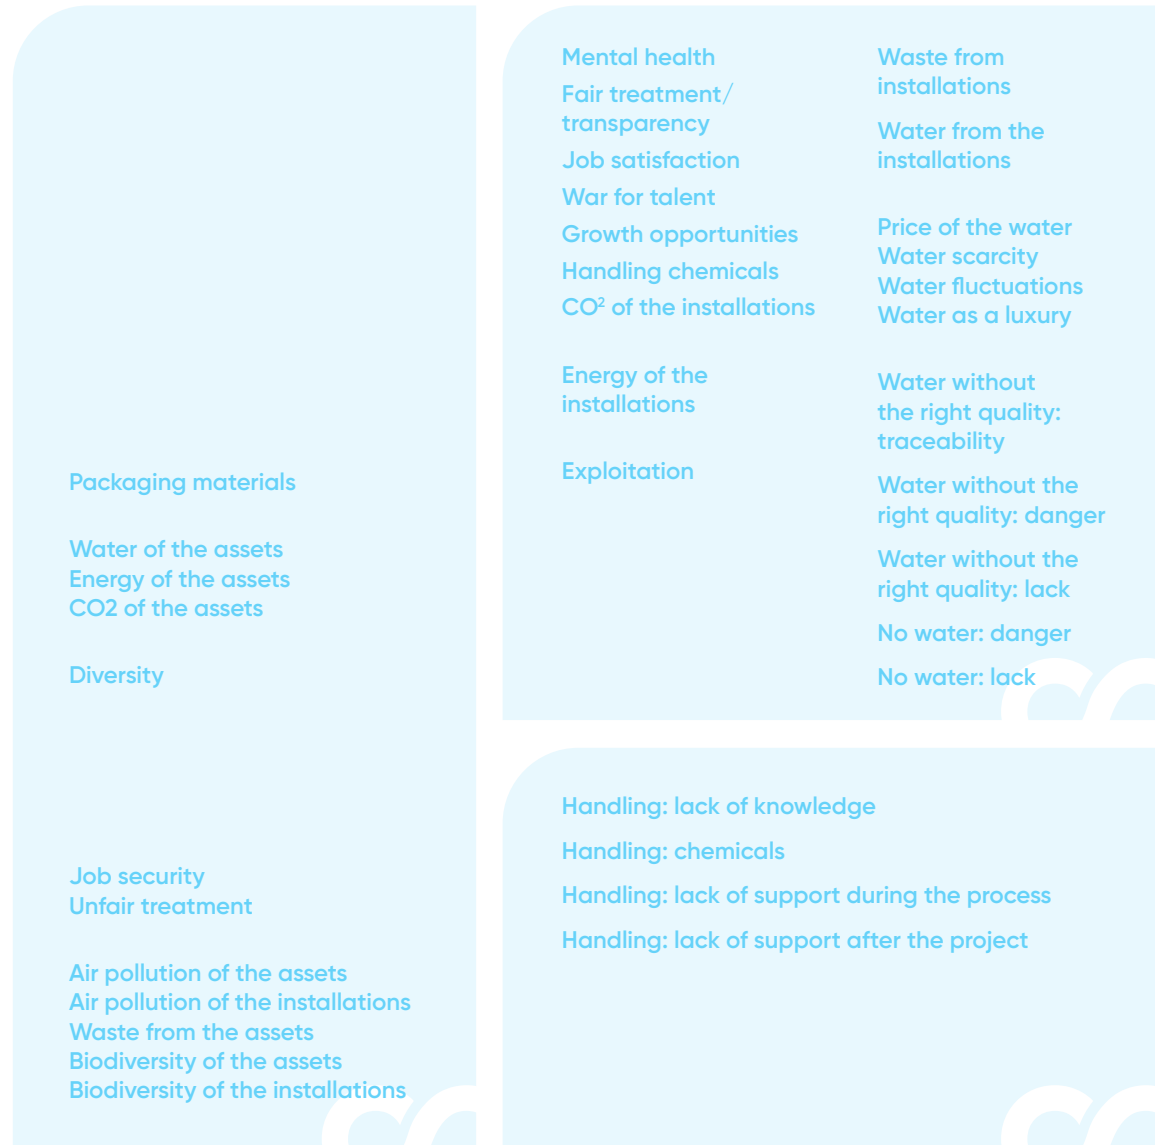 Packaging materials
Water of the assets
Energy of the assets
CO2 of the assets
Diversity
Job security
Unfair treatment
Air pollution of the assets
Air pollution of the installations
Waste from the assets
Biodiversity of the assets
Biodiversity of the installations
Mental health
Fair treatment/
transparency
Job satisfaction
War for talent
Growth opportunities
Handling chemicals
CO² of the installations
Energy of the
installations
Exploitation
Waste from
installations
Water from the
installations
Price of the water
Water scarcity
Water fluctuations
Water as a luxury
Water without
the right quality:
traceability
Water without the
right quality: danger
Water without the
right quality: lack
No water: danger
No water: lack
Handling: lack of knowledge
Handling: chemicals
Handling: lack of support during the process
Handling: lack of support after the project